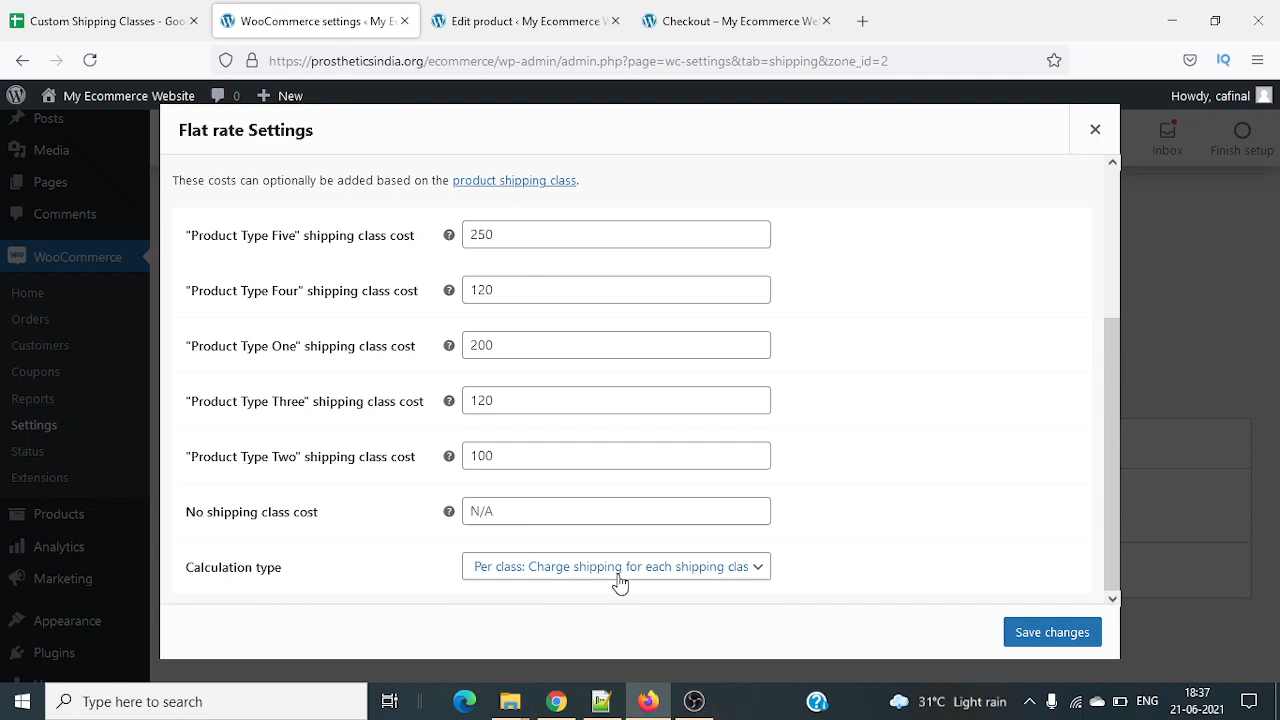 Custom Shipping Classes - Goo
WooCommerce settings ‹ My E
Edit product ‹ My Ecommerce W
Checkout – My Ecommerce We
https://prostheticsindia.org/ecommerce/wp-admin/admin.php?page=wc-settings&tab=shipping&zone_id=2
IQ
My Ecommerce Website
0
New
Howdy, cafinal
Posts
Media
Pages
Comments
WooCommerce
Home
Orders
Customers
Coupons
Reports
Settings
Status
Extensions
Products
Analytics
Marketing
Appearance
Plugins
Inbox
Finish setup
Flat rate Settings
These costs can optionally be added based on the product shipping class.
"Product Type Five" shipping class cost
250
"Product Type Four" shipping class cost
120
"Product Type One" shipping class cost
200
"Product Type Three" shipping class cost
120
"Product Type Two" shipping class cost
100
No shipping class cost
N/A
Calculation type
Per class: Charge shipping for each shipping clas
Save changes
Type here to search
31°C Light rain
ENG
18:37
21-06-2021